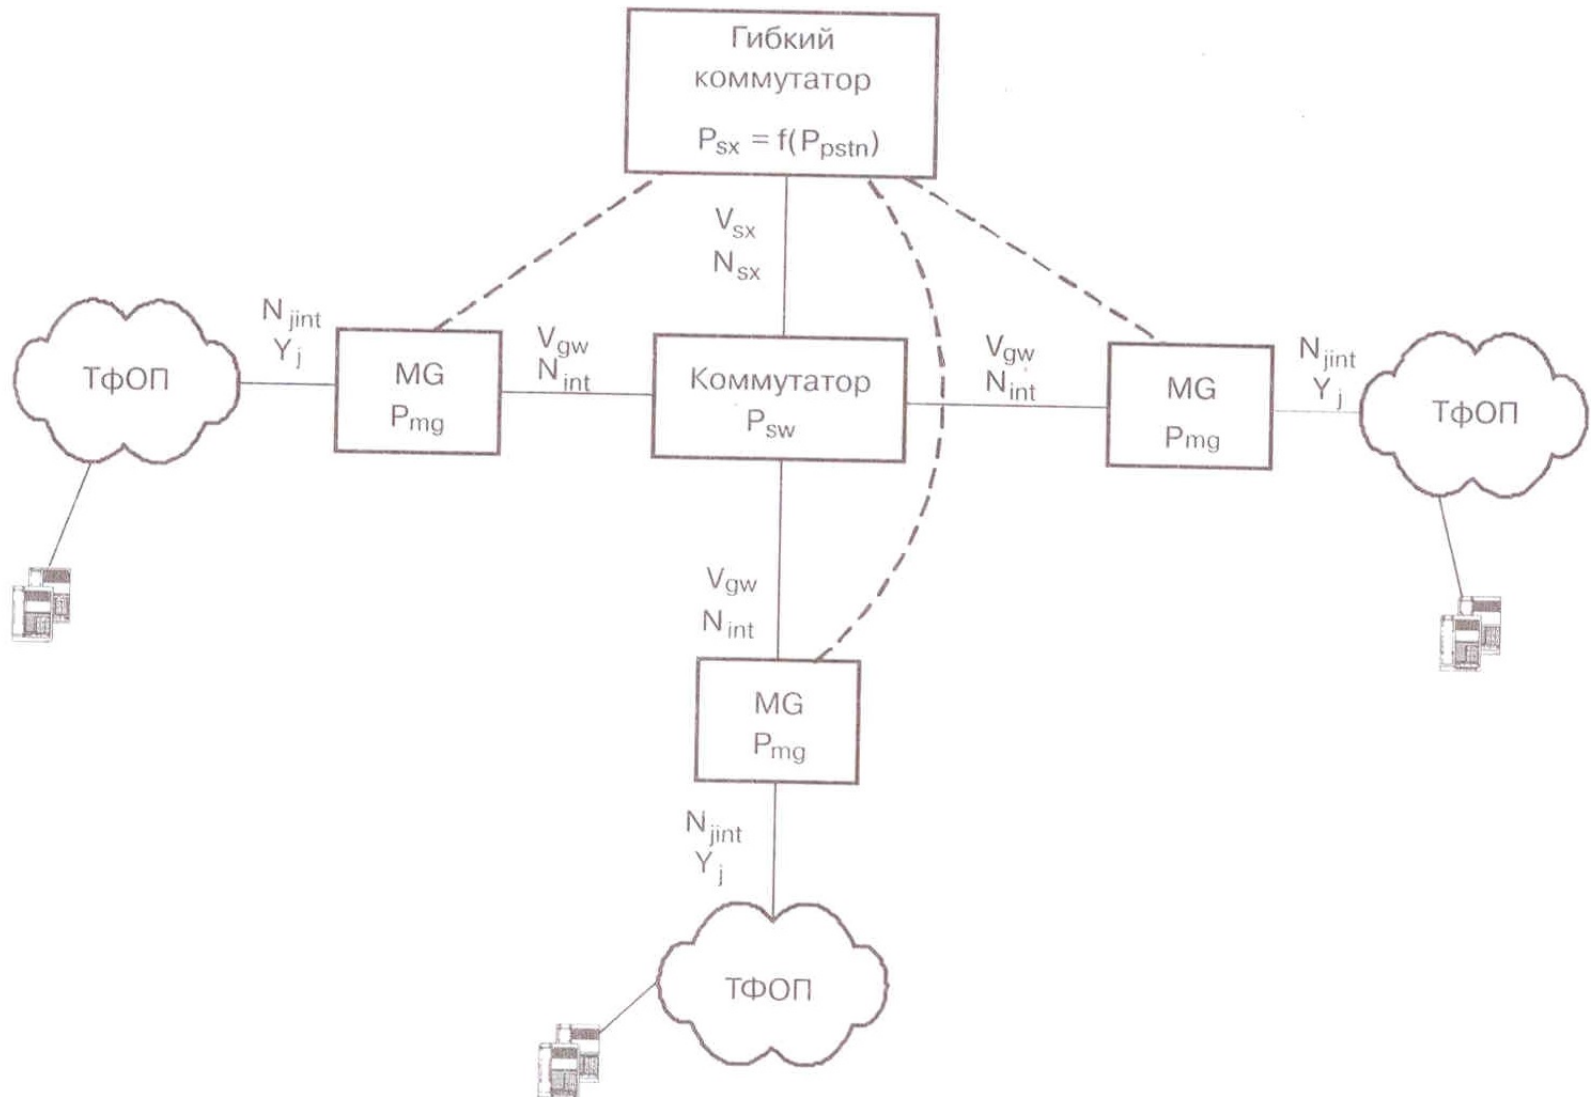 Гибкий
коммутатор
Psx = f(Ppstn)
Vsx
Nsx
Njint
Yj
ТфОП
MG
Pmg
Vgw
Nint
Коммутатор
Psw
Vgw
Nint
MG
Pmg
Njint
Yj
ТфОП
Vgw
Nint
MG
Pmg
Njint
Yj
ТФОП